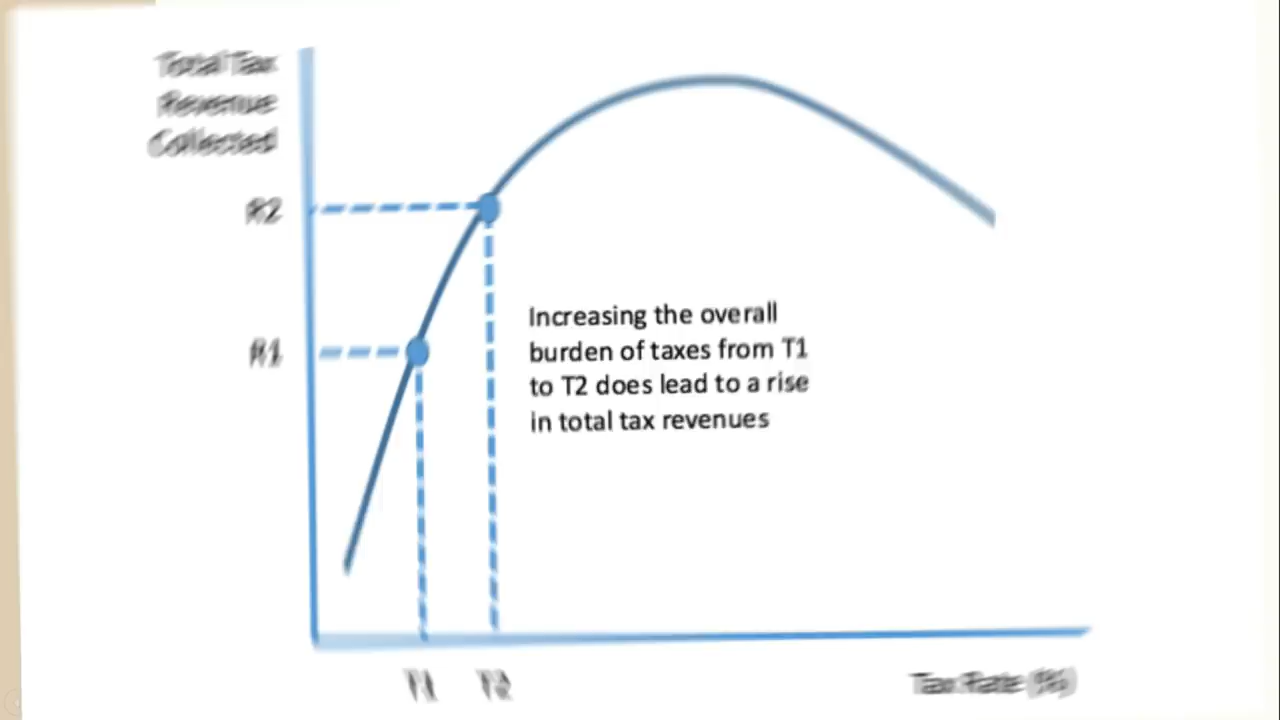 Total Tax
Revenue
Collected
R2
R1
Increasing the overall
burden of taxes from T1
to T2 does lead to a rise
in total tax revenues
T1 T2
Tax Rate (%)